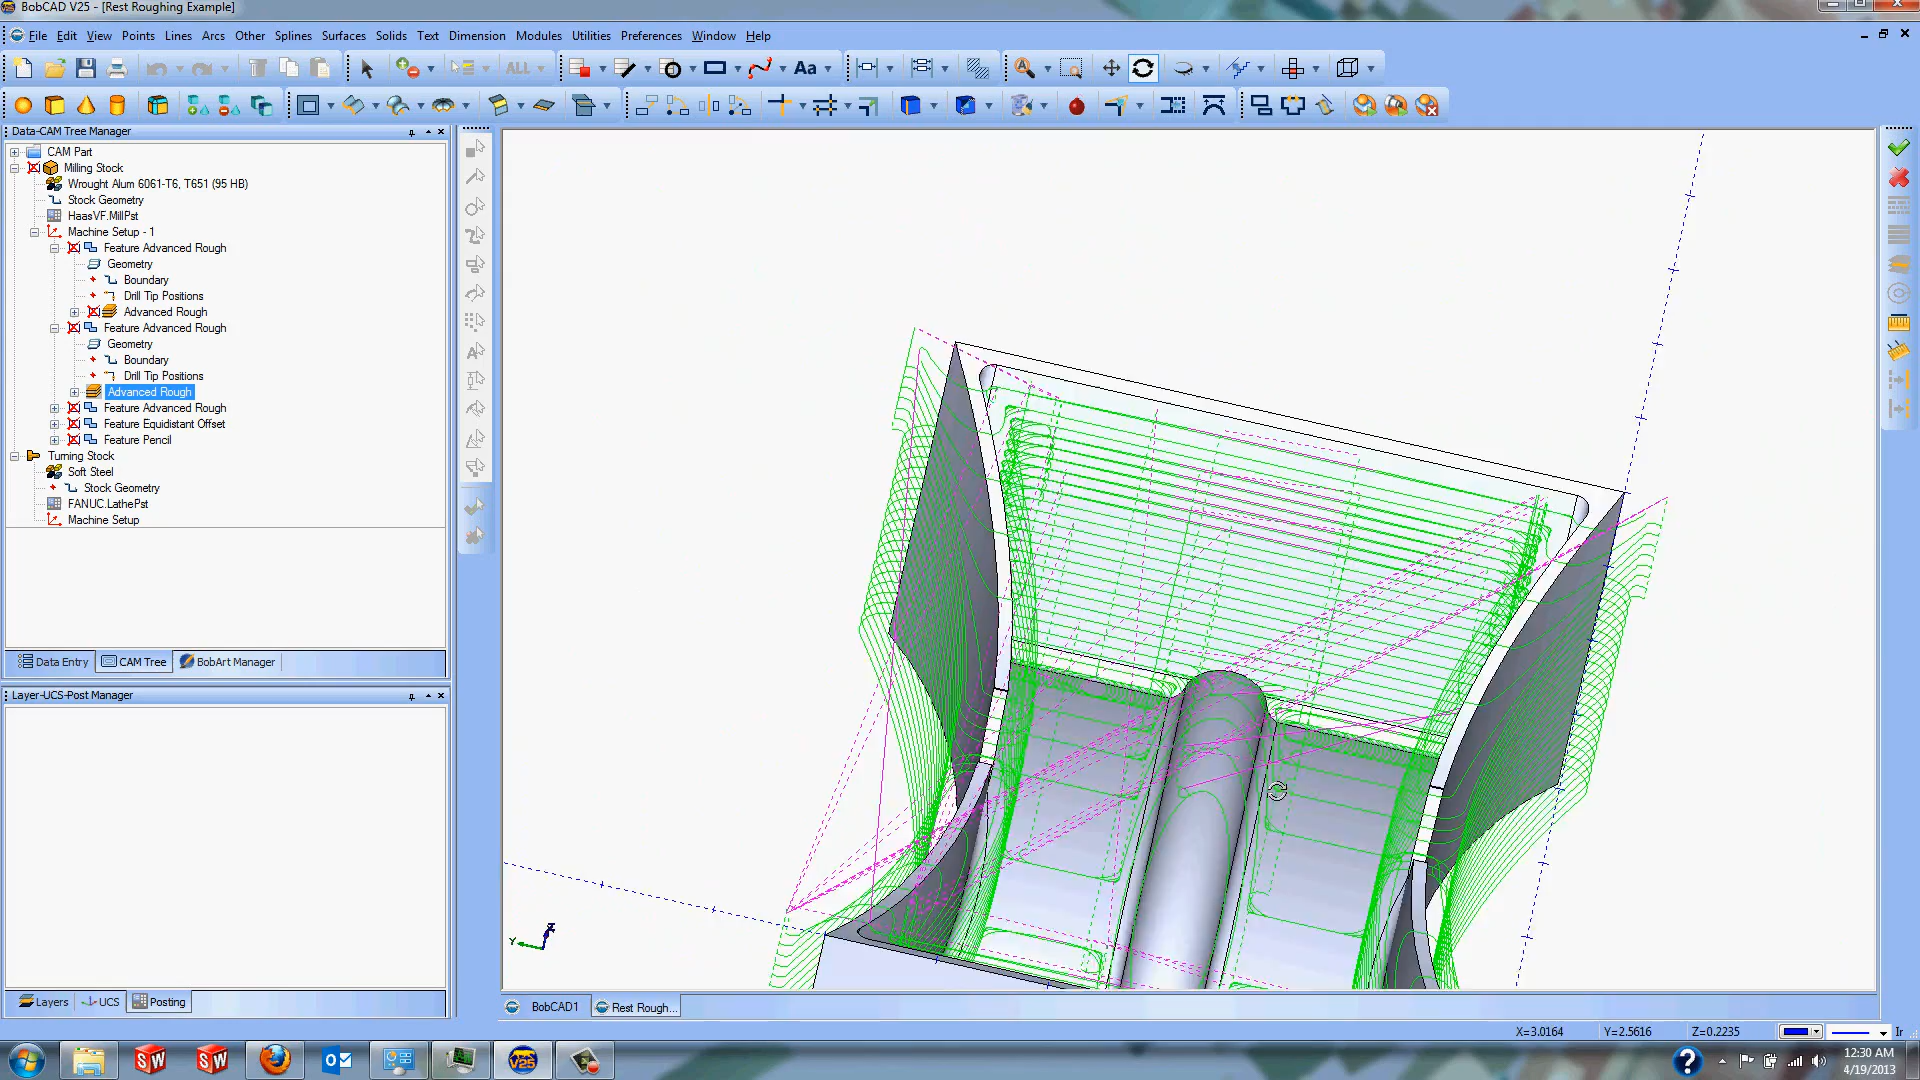 BobCAD V25 - [Rest Roughing Example]
File Edit View Points Lines Arcs Other Splines Surfaces Solids Text Dimension Modules Utilities Preferences Window Help
ALL
Aa
Data-CAM Tree Manager
CAM Part
Milling Stock
Wrought Alum 6061-T6, T651 (95 HB)
Stock Geometry
HaasVF.MillPst
Machine Setup - 1
Feature Advanced Rough
Geometry
Boundary
Drill Tip Positions
Advanced Rough
Feature Advanced Rough
Geometry
Boundary
Drill Tip Positions
Advanced Rough
Feature Advanced Rough
Feature Equidistant Offset
Feature Pencil
Turning Stock
Soft Steel
Stock Geometry
FANUC.LathePst
Machine Setup
Data Entry CAM Tree BobArt Manager
Layer-UCS-Post Manager
Y Z
Layers UCS Posting
BobCAD1 Rest Rough...
X=3.0164 Y=2.5616 Z=0.2235 Ir
SW SW V25
12:30 AM
4/19/2013